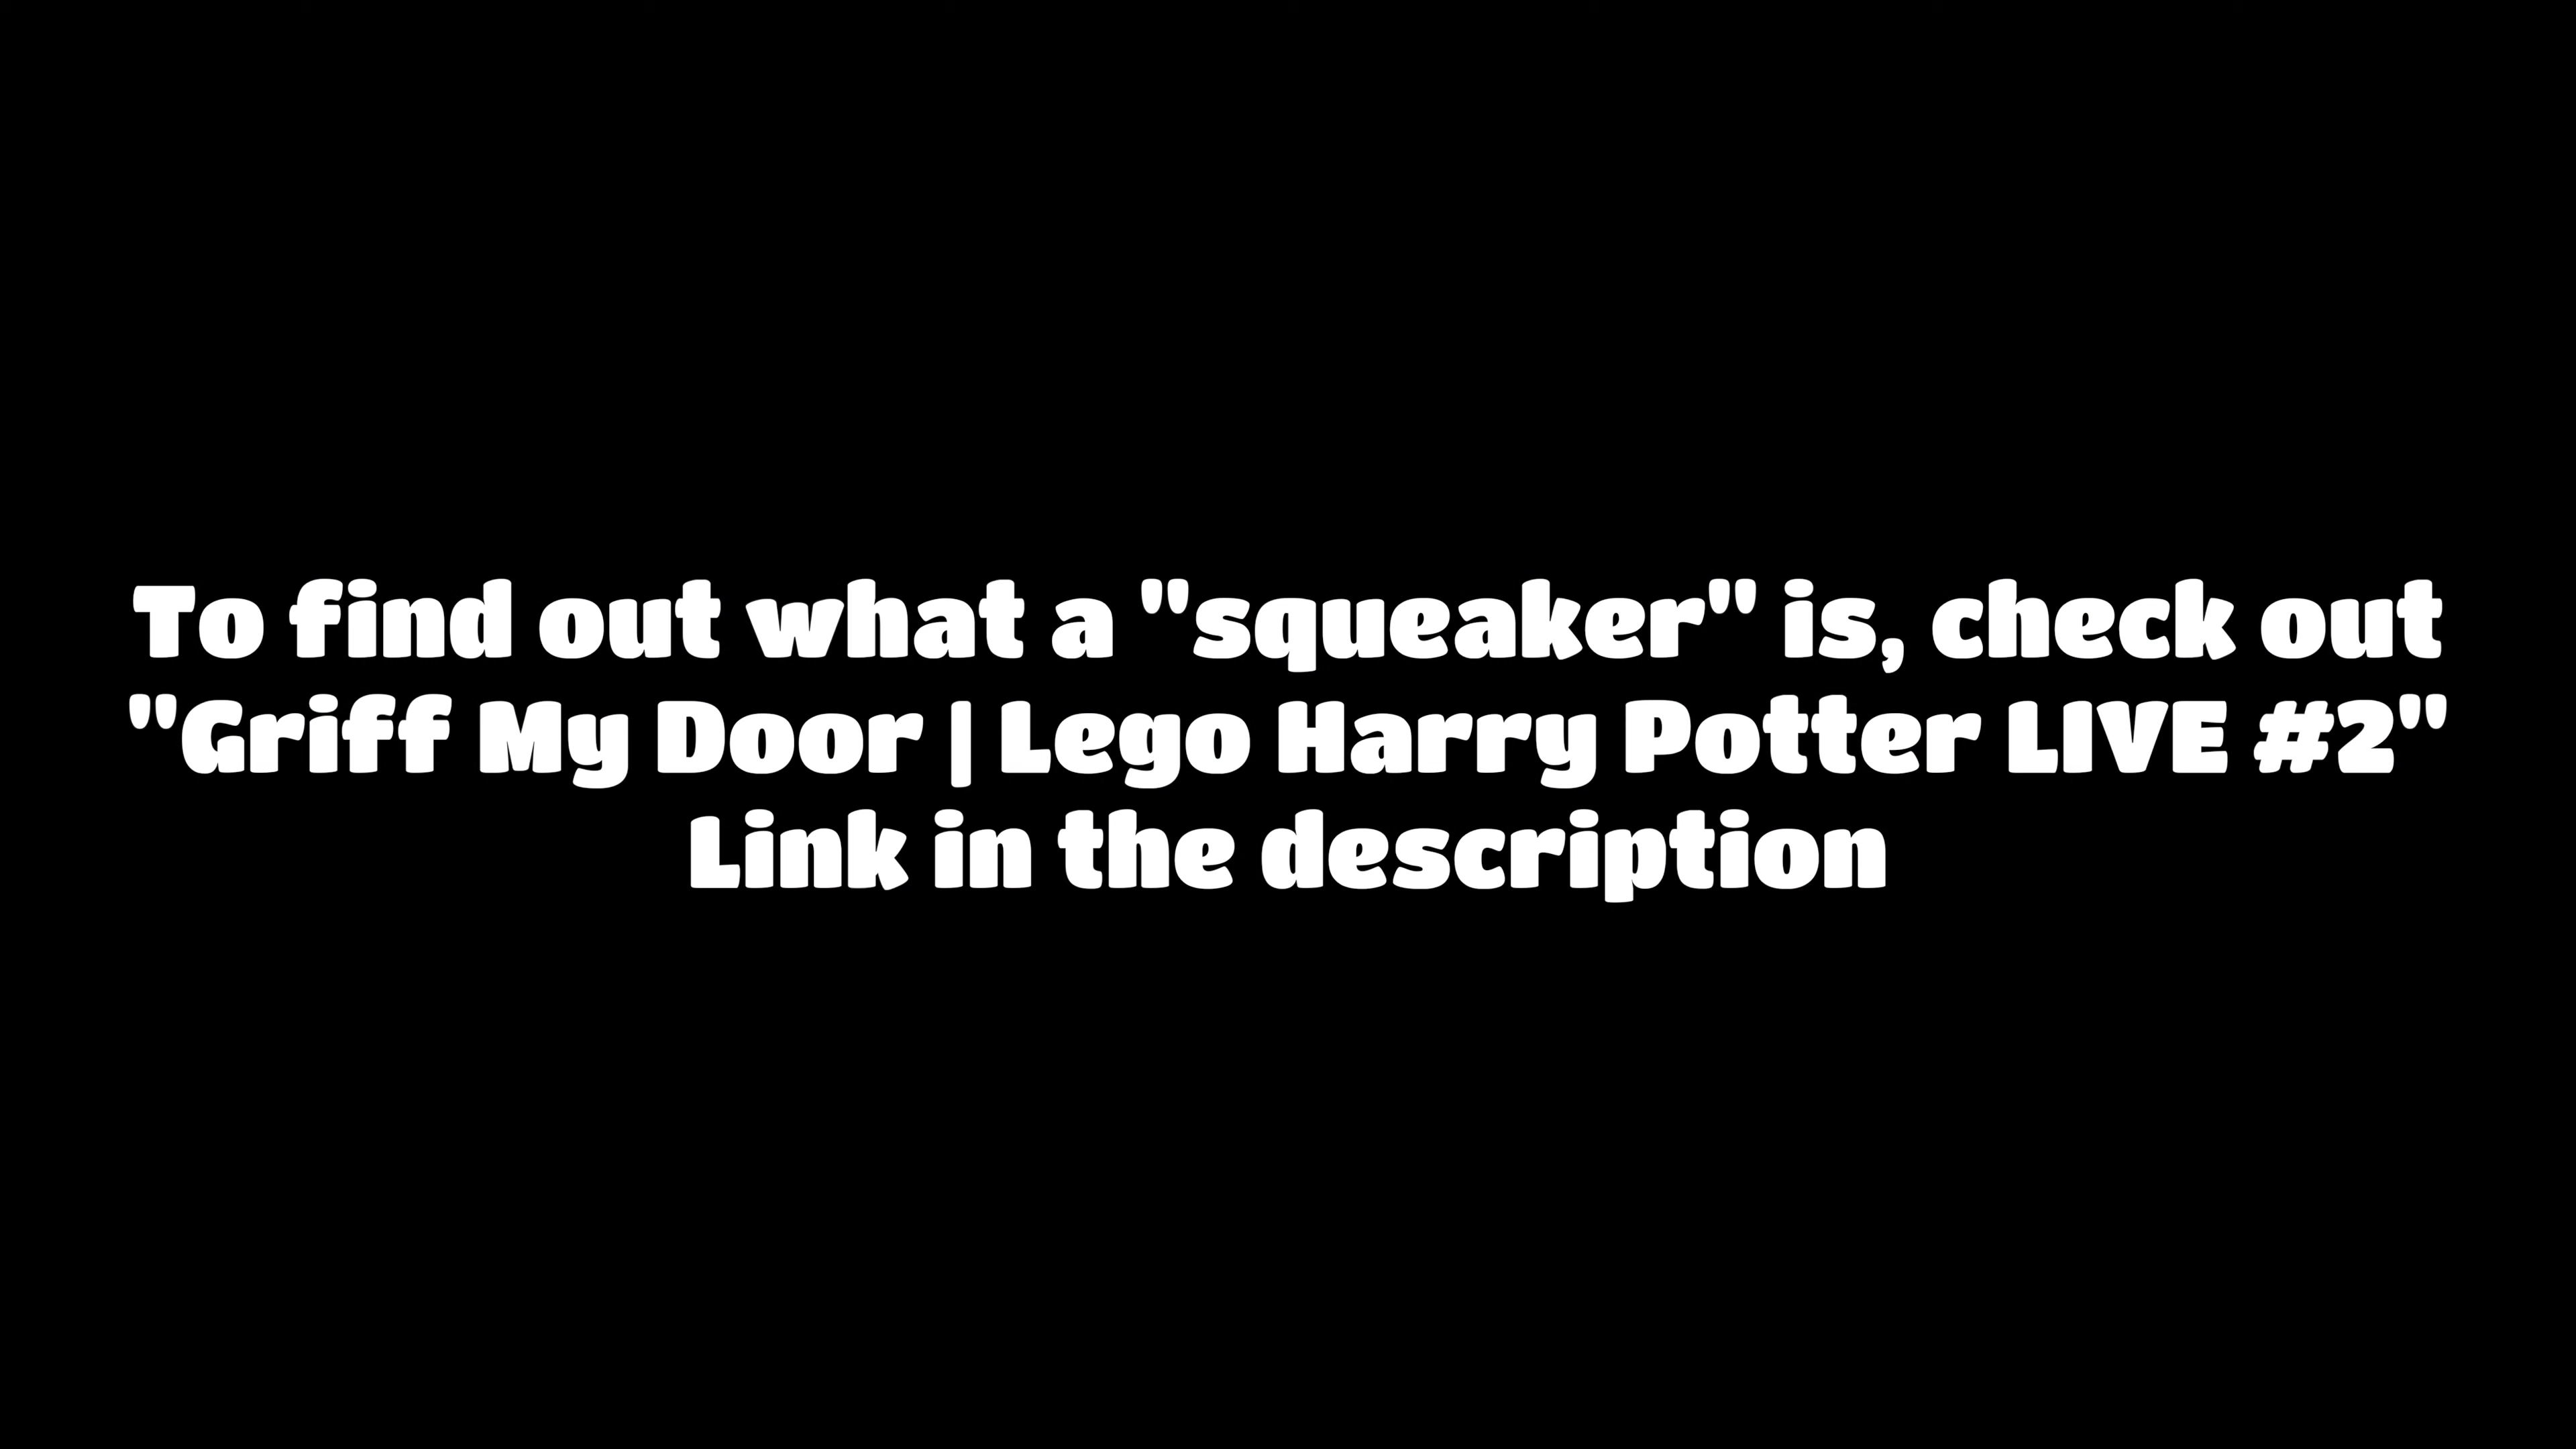 To find out what a "squeaker" is, check out
"Griff My Door | Lego Harry Potter LIVE #2"
Link in the description